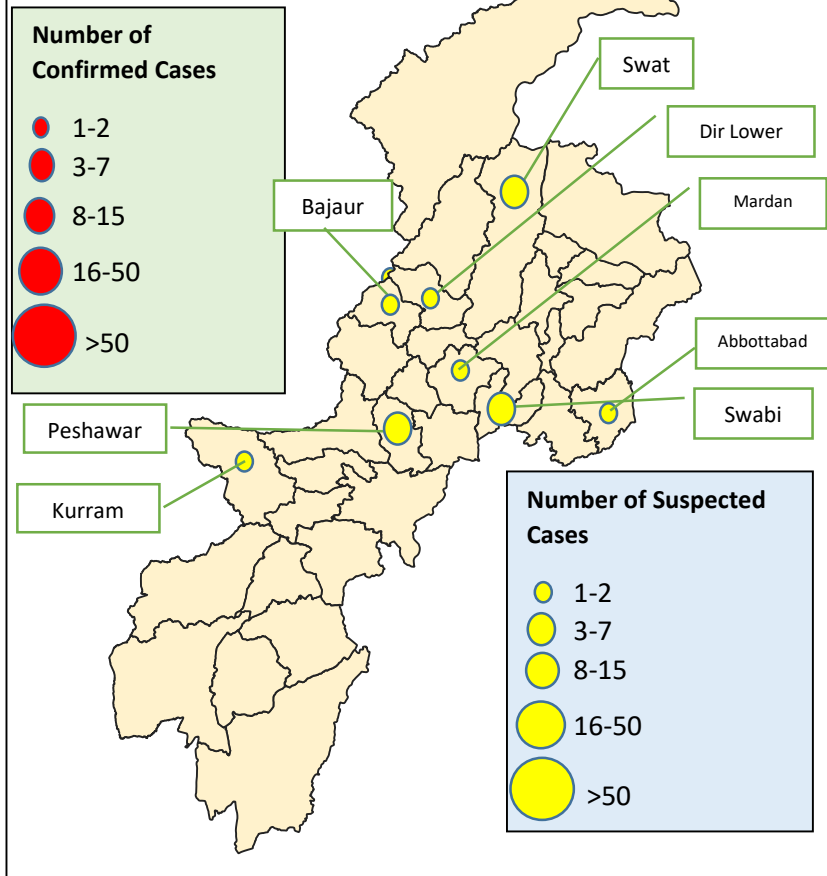 Number of
Confirmed Cases
1-2
3-7
8-15
16-50
>50
Swat
Dir Lower
Mardan
Bajaur
Abbottabad
Swabi
Peshawar
Kurram
Number of Suspected
Cases
1-2
3-7
8-15
16-50
>50